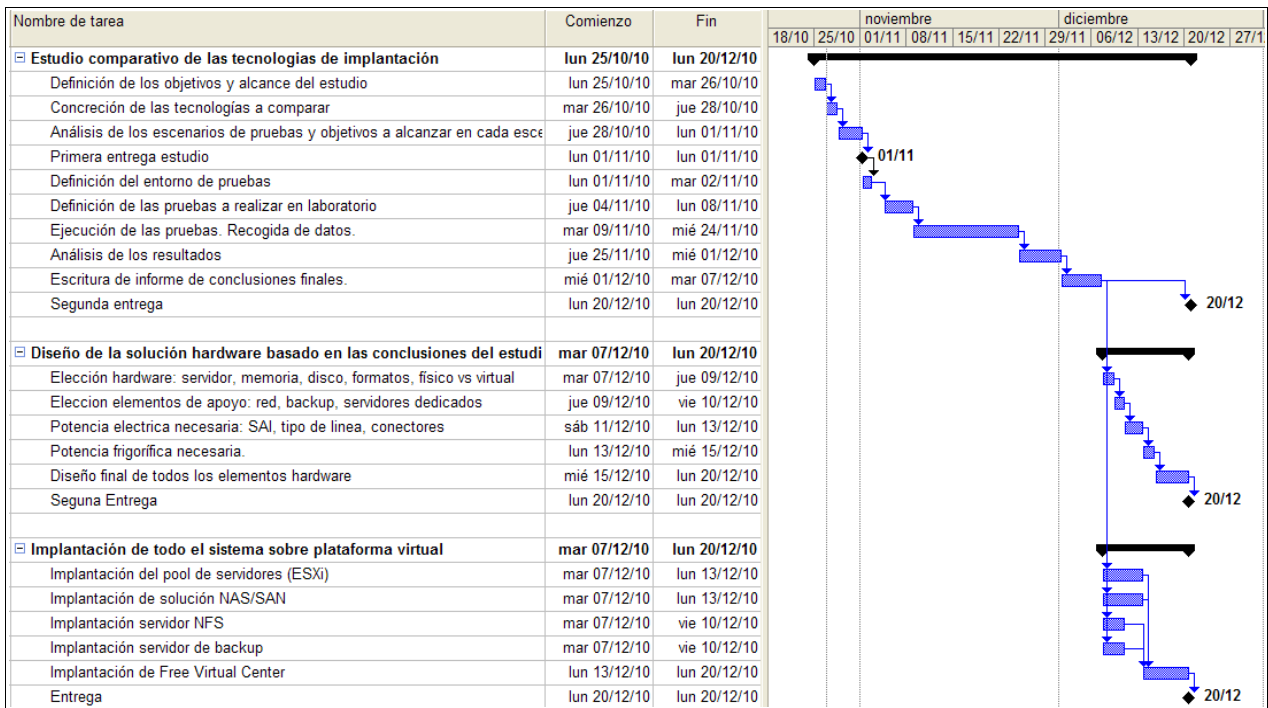 Nombre de tarea Comienzo Fin noviembre diciembre
18/10 25/10 01/11 08/11 15/11 22/11 29/11 06/12 13/12 20/12 27/1
Estudio comparativo de las tecnologias de implantación lun 25/10/10 lun 20/12/10
Definición de los objetivos y alcance del estudio lun 25/10/10 mar 26/10/10
Concreción de las tecnologías a comparar mar 26/10/10 jue 28/10/10
Análisis de los escenarios de pruebas y objetivos a alcanzar en cada esce jue 28/10/10 lun 01/11/10
Primera entrega estudio lun 01/11/10 lun 01/11/10 01/11
Definición del entorno de pruebas lun 01/11/10 mar 02/11/10
Definición de las pruebas a realizar en laboratorio jue 04/11/10 lun 08/11/10
Ejecución de las pruebas. Recogida de datos. mar 09/11/10 mié 24/11/10
Análisis de los resultados jue 25/11/10 mié 01/12/10
Escritura de informe de conclusiones finales. mié 01/12/10 mar 07/12/10
Segunda entrega lun 20/12/10 lun 20/12/10 20/12
Diseño de la solución hardware basado en las conclusiones del estudi mar 07/12/10 lun 20/12/10
Elección hardware: servidor, memoria, disco, formatos, físico vs virtual mar 07/12/10 jue 09/12/10
Eleccion elementos de apoyo: red, backup, servidores dedicados jue 09/12/10 vie 10/12/10
Potencia electrica necesaria: SAI, tipo de linea, conectores sáb 11/12/10 lun 13/12/10
Potencia frigorífica necesaria. lun 13/12/10 mié 15/12/10
Diseño final de todos los elementos hardware mié 15/12/10 lun 20/12/10
Seguna Entrega lun 20/12/10 lun 20/12/10 20/12
Implantación de todo el sistema sobre plataforma virtual mar 07/12/10 lun 20/12/10
Implantación del pool de servidores (ESXi) mar 07/12/10 lun 13/12/10
Implantación de solución NAS/SAN mar 07/12/10 lun 13/12/10
Implantación servidor NFS mar 07/12/10 vie 10/12/10
Implantación servidor de backup mar 07/12/10 vie 10/12/10
Implantación de Free Virtual Center lun 13/12/10 lun 20/12/10
Entrega lun 20/12/10 lun 20/12/10 20/12